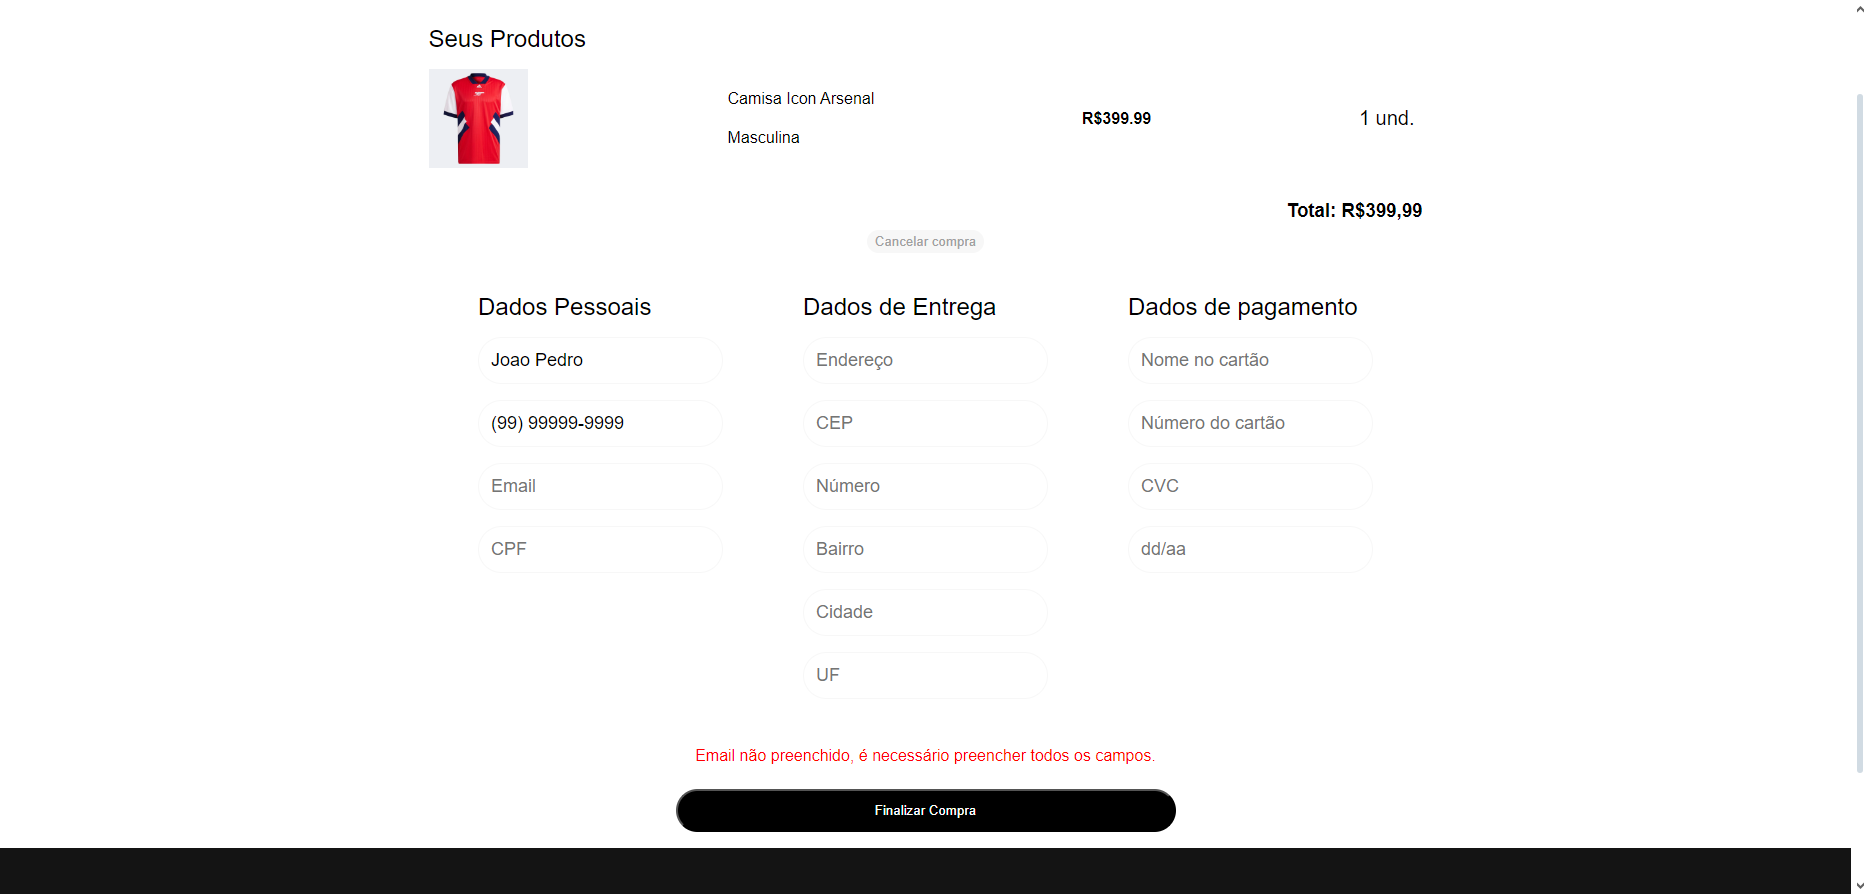 Seus Produtos
Camisa Icon Arsenal
Masculina
R$399.99
1 und.
Total: R$399,99
Cancelar compra
Dados Pessoais
Joao Pedro
(99) 99999-9999
Email
CPF
Dados de Entrega
Endereço
CEP
Número
Bairro
Cidade
UF
Dados de pagamento
Nome no cartão
Número do cartão
CVC
dd/aa
Email não preenchido, é necessário preencher todos os campos.
Finalizar Compra